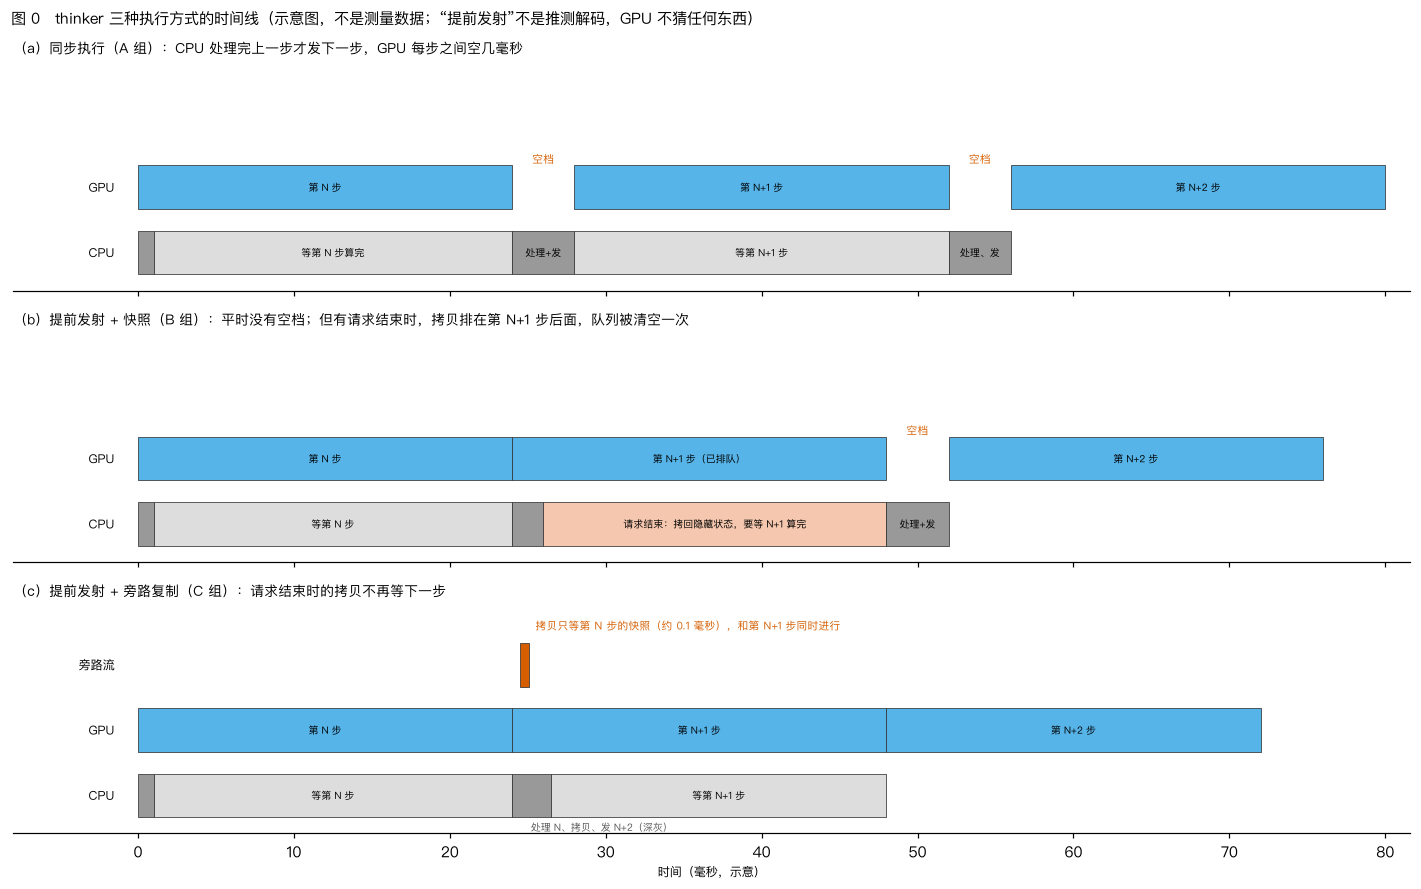 图 0 thinker 三种执行方式的时间线（示意图，不是测量数据；“提前发射”不是推测解码，GPU 不猜任何东西）
（a）同步执行（A 组）：CPU 处理完上一步才发下一步，GPU 每步之间空几毫秒
空档 空档
GPU 第 N 步 第 N+1 步 第 N+2 步
CPU 等第 N 步算完 处理+发 等第 N+1 步 处理、发
（b）提前发射 + 快照（B 组）：平时没有空档；但有请求结束时，拷贝排在第 N+1 步后面，队列被清空一次
空档
GPU 第 N 步 第 N+1 步（已排队） 第 N+2 步
CPU 等第 N 步 请求结束：拷回隐藏状态，要等 N+1 算完 处理+发
（c）提前发射 + 旁路复制（C 组）：请求结束时的拷贝不再等下一步
拷贝只等第 N 步的快照（约 0.1 毫秒），和第 N+1 步同时进行
旁路流
GPU 第 N 步 第 N+1 步 第 N+2 步
CPU 等第 N 步 等第 N+1 步
处理 N、拷贝、发 N+2（深灰）
0 10 20 30 40 50 60 70 80
时间（毫秒，示意）